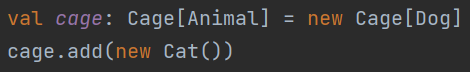 val cage: Cage[Animal] = new Cage[Dog]
cage.add(new Cat())